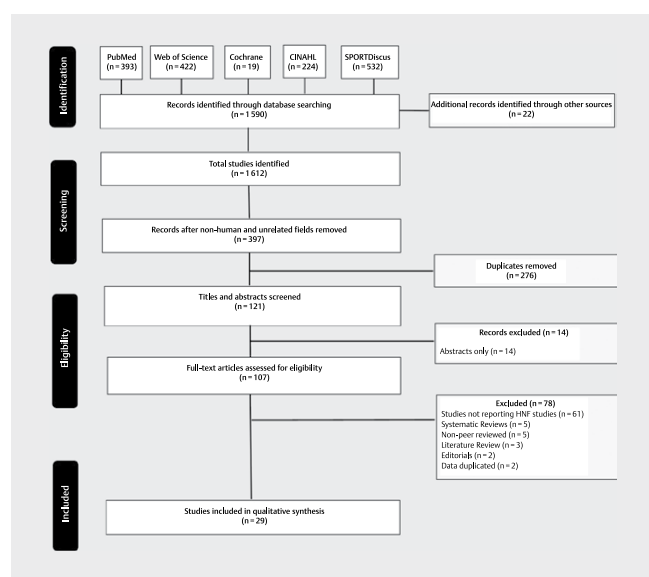 Identification
PubMed
(n=393)
Web of Science
(n=422)
Cochrane
(n=19)
CINAHL
(n=224)
SPORTDiscus
(n=532)
Records identified through database searching
(n=1590)
Additional records identified through other sources
(n=22)
Screening
Total studies identified
(n=1612)
Records after non-human and unrelated fields removed
(n=397)
Duplicates removed
(n=276)
Eligibility
Titles and abstracts screened
(n=121)
Records excluded (n=14)
Abstracts only (n=14)
Full-text articles assessed for eligibility
(n=107)
Excluded (n=78)
Studies not reporting HNF studies (n=61)
Systematic Reviews (n=5)
Non-peer reviewed (n=5)
Literature Review (n=3)
Editorials (n=2)
Data duplicated (n=2)
Included
Studies included in qualitative synthesis
(n=29)